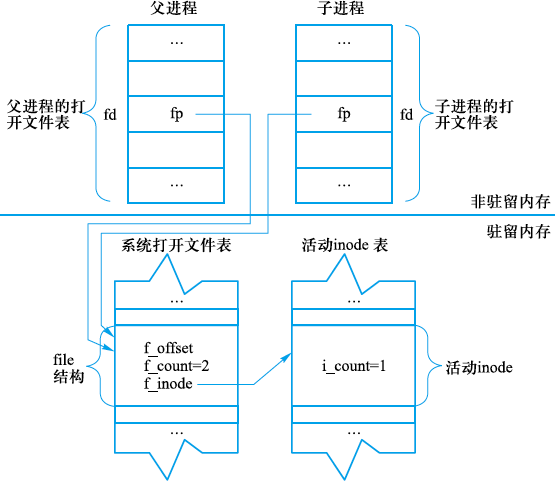 父进程
子进程
…
…
父进程的打
开文件表
fd
fp
fp
fd
子进程的打
开文件表
…
…
非驻留内存
驻留内存
系统打开文件表
活动inode 表
…
…
file
结构
f_offset
f_count=2
f_inode
i_count=1
活动inode
…
…